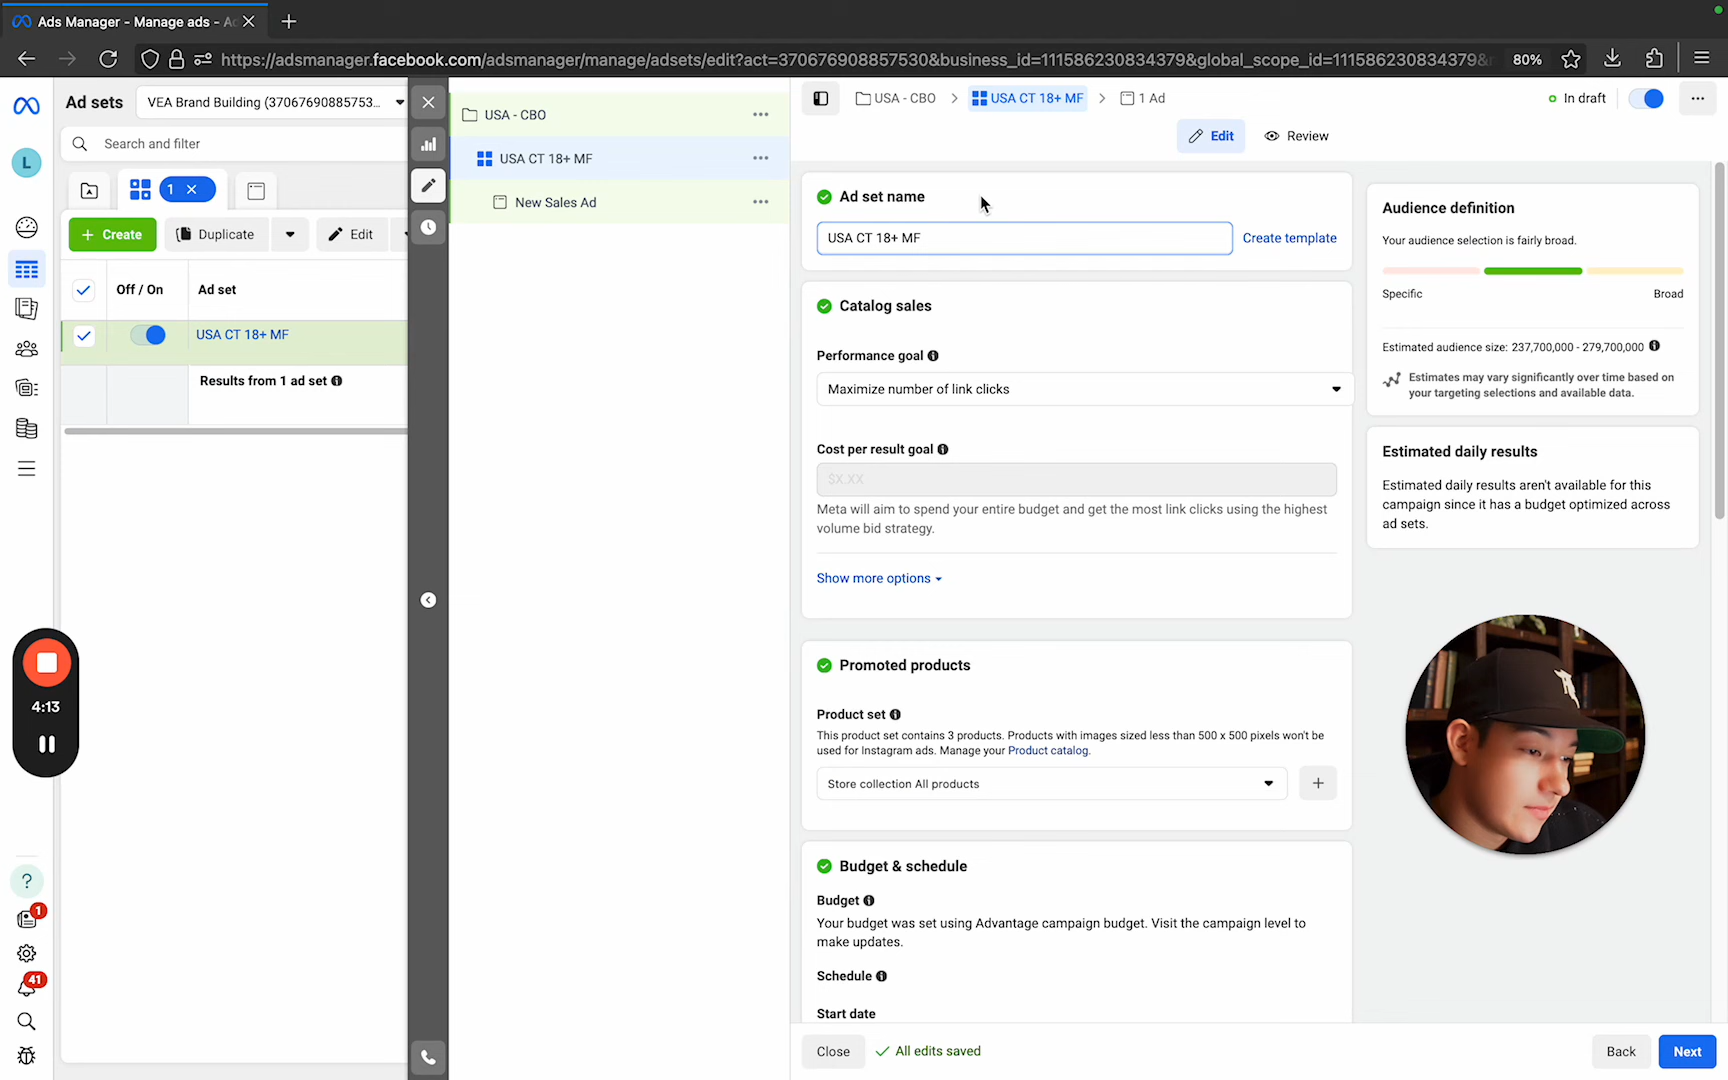 Ads Manager - Manage ads - Ac
https://adsmanager.facebook.com/adsmanager/manage/adsets/edit?act=370676908857530&business_id=111586230834379&global_scope_id=111586230834379&
80%
Ad sets
VEA Brand Building (37067690885753...
Search and filter
L
1
Create
Duplicate
Edit
Off / On
Ad set
USA CT 18+ MF
Results from 1 ad set
4:13
?
1
41
USA - CBO
USA CT 18+ MF
New Sales Ad
USA - CBO
USA CT 18+ MF
1 Ad
In draft
Edit
Review
Ad set name
USA CT 18+ MF
Create template
Catalog sales
Performance goal
Maximize number of link clicks
Cost per result goal
$X.XX
Meta will aim to spend your entire budget and get the most link clicks using the highest
volume bid strategy.
Show more options
Promoted products
Product set
This product set contains 3 products. Products with images sized less than 500 x 500 pixels won't be
used for Instagram ads. Manage your Product catalog.
Store collection All products
Budget & schedule
Budget
Your budget was set using Advantage campaign budget. Visit the campaign level to
make updates.
Schedule
Start date
Close
All edits saved
Back
Next
Audience definition
Your audience selection is fairly broad.
Specific
Broad
Estimated audience size: 237,700,000 - 279,700,000
Estimates may vary significantly over time based on
your targeting selections and available data.
Estimated daily results
Estimated daily results aren't available for this
campaign since it has a budget optimized across
ad sets.